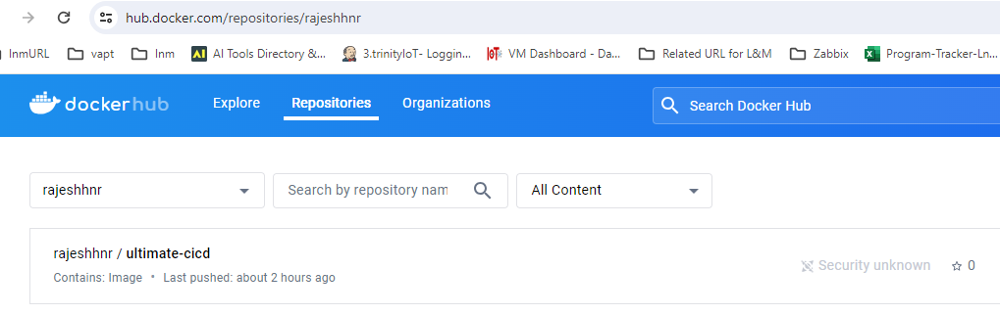 hub.docker.com/repositories/rajeshhnr
InmURL vapt Inm AI Tools Directory &... 3.trinityIoT- Loggin... VM Dashboard - Da... Related URL for L&M Zabbix Program-Tracker-Ln...
dockerhub Explore Repositories Organizations Search Docker Hub
rajeshhnr Search by repository nam All Content
rajeshhnr / ultimate-cicd
Contains: Image • Last pushed: about 2 hours ago Security unknown 0